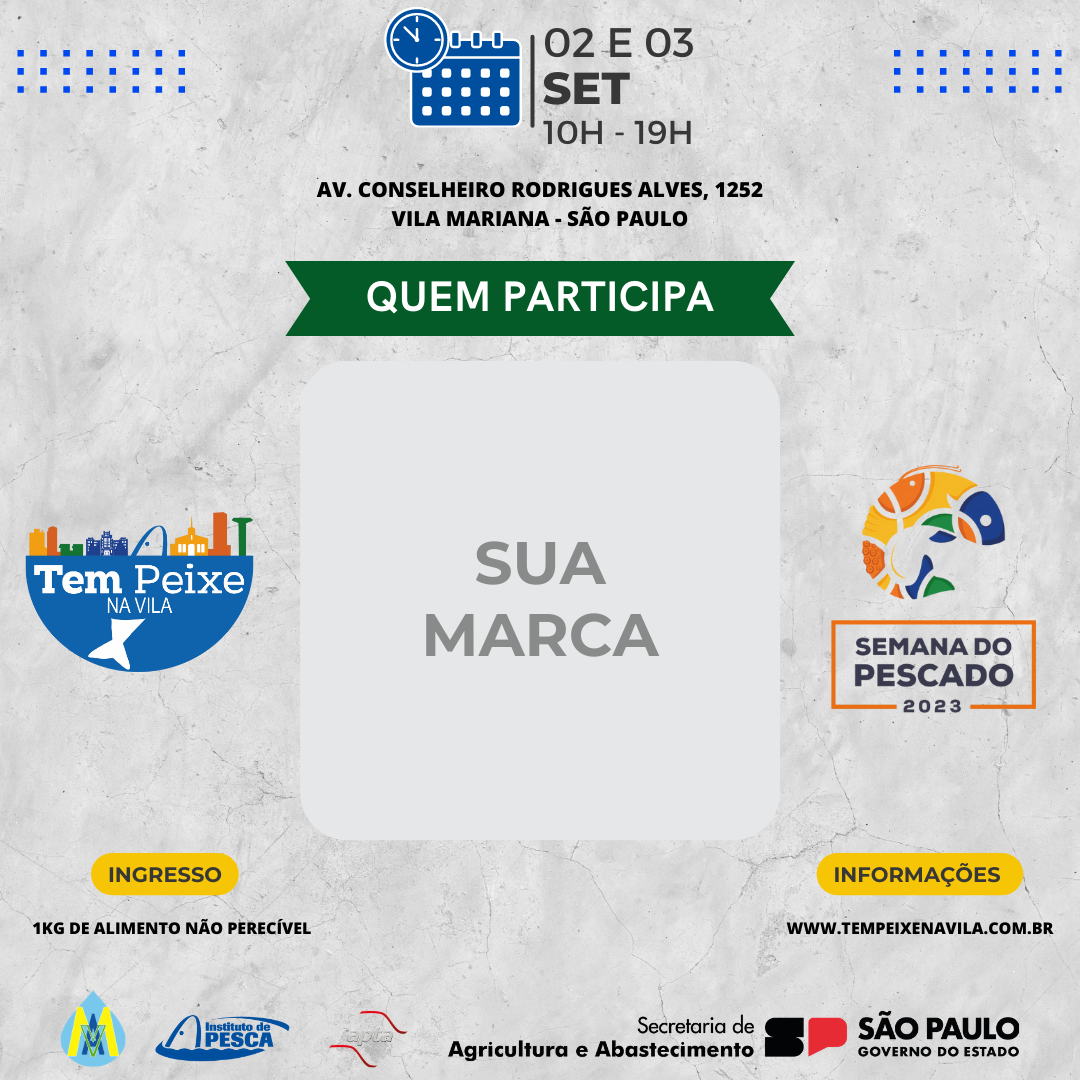 02 E 03
SET
10H - 19H
AV. CONSELHEIRO RODRIGUES ALVES, 1252
VILA MARIANA - SÃO PAULO
QUEM PARTICIPA
SUA
MARCA
Tem Peixe
NA VILA
SEMANA DO
PESCADO
2023
INGRESSO
1KG DE ALIMENTO NÃO PERECÍVEL
INFORMAÇÕES
WWW.TEMPEIXENAVILA.COM.BR
Instituto de
PESCA
apta
Secretaria de
Agricultura e Abastecimento
SP
SÃO PAULO
GOVERNO DO ESTADO